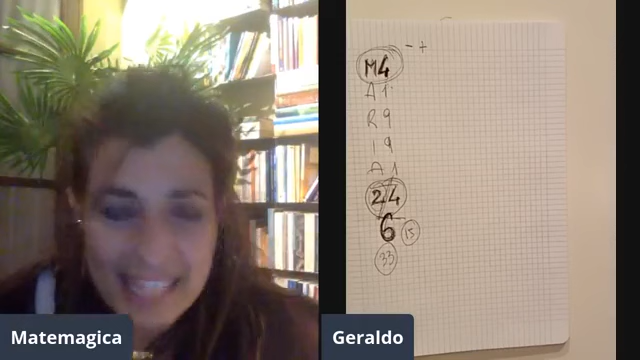 - +
M4
A 1
R 9
I 9
A 1
24
6 15
33
Matemagica
Geraldo